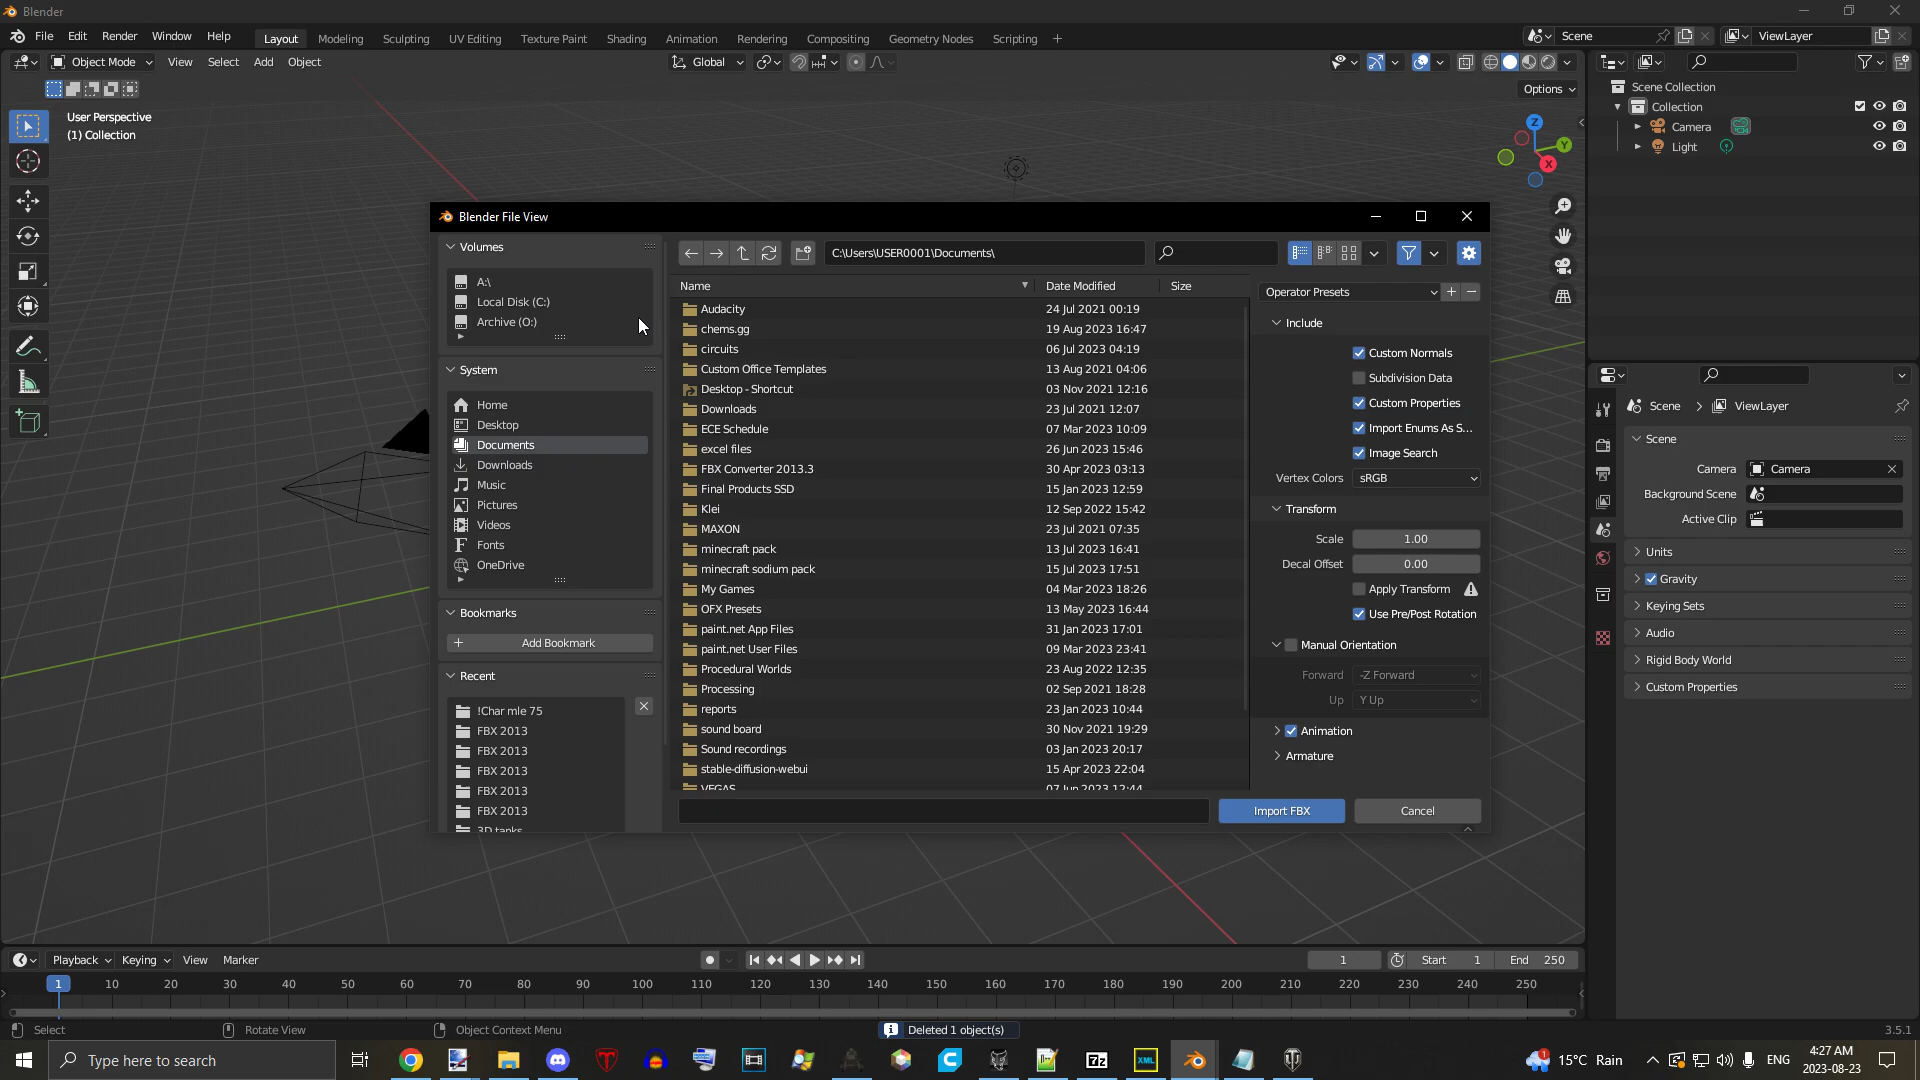 Blender
File Edit Render Window Help Layout Modeling Sculpting UV Editing Texture Paint Shading Animation Rendering Compositing Geometry Nodes Scripting + Scene ViewLayer
Object Mode View Select Add Object Global
Options
User Perspective
(1) Collection
Z
Y
X
Scene Collection
Collection
Camera
Light
Blender File View
Volumes
A:\
Local Disk (C:)
Archive (O:)
System
Home
Desktop
Documents
Downloads
Music
Pictures
Videos
Fonts
OneDrive
Bookmarks
+ Add Bookmark
Recent
!Char mle 75
FBX 2013
FBX 2013
FBX 2013
FBX 2013
FBX 2013
3D tanks
C:\Users\USER0001\Documents\
Name Date Modified Size
Audacity 24 Jul 2021 00:19
chems.gg 19 Aug 2023 16:47
circuits 06 Jul 2023 04:19
Custom Office Templates 13 Aug 2021 04:06
Desktop - Shortcut 03 Nov 2021 12:16
Downloads 23 Jul 2021 12:07
ECE Schedule 07 Mar 2023 10:09
excel files 26 Jun 2023 15:46
FBX Converter 2013.3 30 Apr 2023 03:13
Final Products SSD 15 Jan 2023 12:59
Klei 12 Sep 2022 15:42
MAXON 23 Jul 2021 07:35
minecraft pack 13 Jul 2023 16:41
minecraft sodium pack 15 Jul 2023 17:51
My Games 04 Mar 2023 18:26
OFX Presets 13 May 2023 16:44
paint.net App Files 31 Jan 2023 17:01
paint.net User Files 09 Mar 2023 23:41
Procedural Worlds 23 Aug 2022 12:35
Processing 02 Sep 2021 18:28
reports 23 Jan 2023 10:44
sound board 30 Nov 2021 19:29
Sound recordings 03 Jan 2023 20:17
stable-diffusion-webui 15 Apr 2023 22:04
VEGAS 07 Jun 2023 12:44
Operator Presets + −
Include
Custom Normals
Subdivision Data
Custom Properties
Import Enums As S...
Image Search
Vertex Colors sRGB
Transform
Scale 1.00
Decal Offset 0.00
Apply Transform
Use Pre/Post Rotation
Manual Orientation
Forward -Z Forward
Up Y Up
Animation
Armature
Import FBX Cancel
Scene > ViewLayer
Scene
Camera Camera
Background Scene
Active Clip
Units
Gravity
Keying Sets
Audio
Rigid Body World
Custom Properties
Playback Keying View Marker 1 Start 1 End 250
1 10 20 30 40 50 60 70 80 90 100 110 120 130 140 150 160 170 180 190 200 210 220 230 240 250
Select Rotate View Object Context Menu Deleted 1 object(s) 3.5.1
Type here to search 7z XML 1 15°C Rain ENG 4:27 AM
2023-08-23